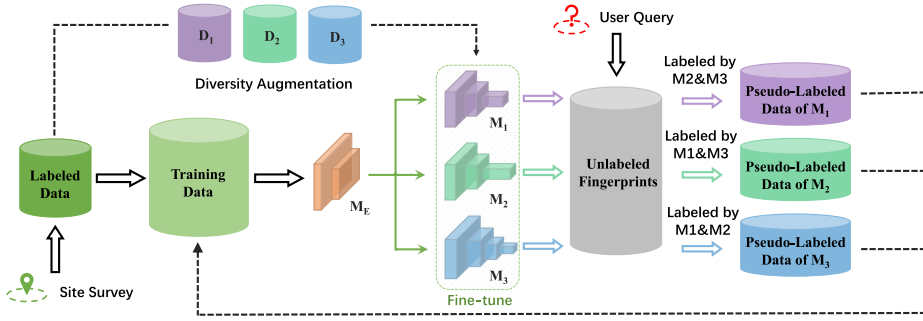 D1
D2
D3
Diversity Augmentation
User Query
Labeled
Data
Training
Data
ME
M1
M2
M3
Fine-tune
Unlabeled
Fingerprints
Labeled by
M2&M3
Pseudo-Labeled
Data of M1
Labeled by
M1&M3
Pseudo-Labeled
Data of M2
Labeled by
M1&M2
Pseudo-Labeled
Data of M3
Site Survey